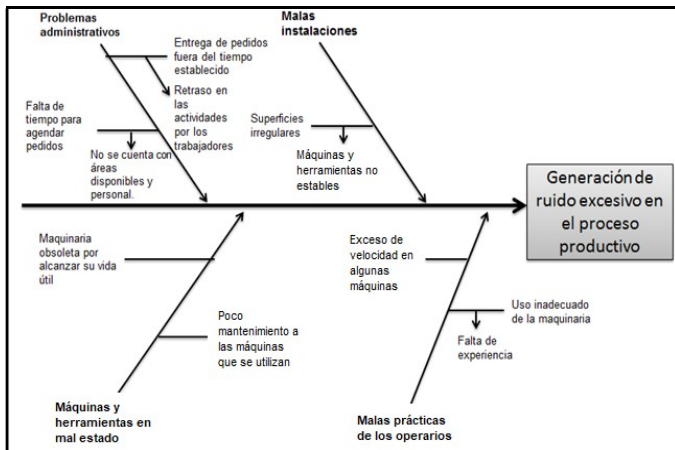 Problemas
administrativos
Entrega de pedidos
fuera del tiempo
establecido
Retraso en
las
actividades
por los
trabajadores
Falta de
tiempo para
agendar
pedidos
No se cuenta con
áreas
disponibles y
personal.
Malas
instalaciones
Superficies
irregulares
Máquinas y
herramientas no
estables
Generación de
ruido excesivo en
el proceso
productivo
Maquinaria
obsoleta por
alcanzar su vida
útil
Poco
mantenimiento a
las máquinas
que se utilizan
Máquinas y
herramientas en
mal estado
Exceso de
velocidad en
algunas
máquinas
Uso inadecuado
de la maquinaria
Falta de
experiencia
Malas prácticas
de los operarios